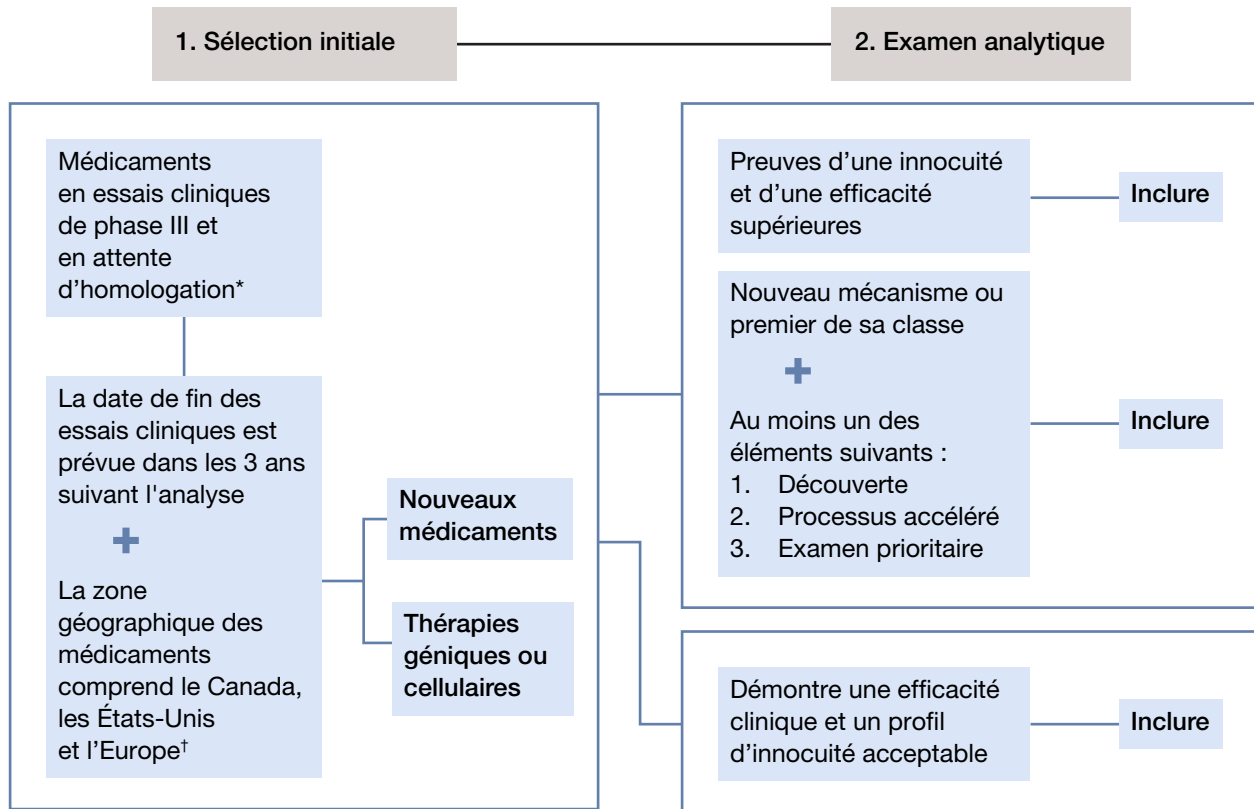 1. Sélection initiale
2. Examen analytique
Médicaments
en essais cliniques
de phase III et
en attente
d’homologation*
La date de fin des
essais cliniques est
prévue dans les 3 ans
suivant l'analyse
+
La zone
géographique des
médicaments
comprend le Canada,
les États-Unis
et l’Europe†
Nouveaux
médicaments
Thérapies
géniques ou
cellulaires
Preuves d’une innocuité
et d’une efficacité
supérieures
Inclure
Nouveau mécanisme ou
premier de sa classe
+
Au moins un des
éléments suivants :
1. Découverte
2. Processus accéléré
3. Examen prioritaire
Inclure
Démontre une efficacité
clinique et un profil
d’innocuité acceptable
Inclure